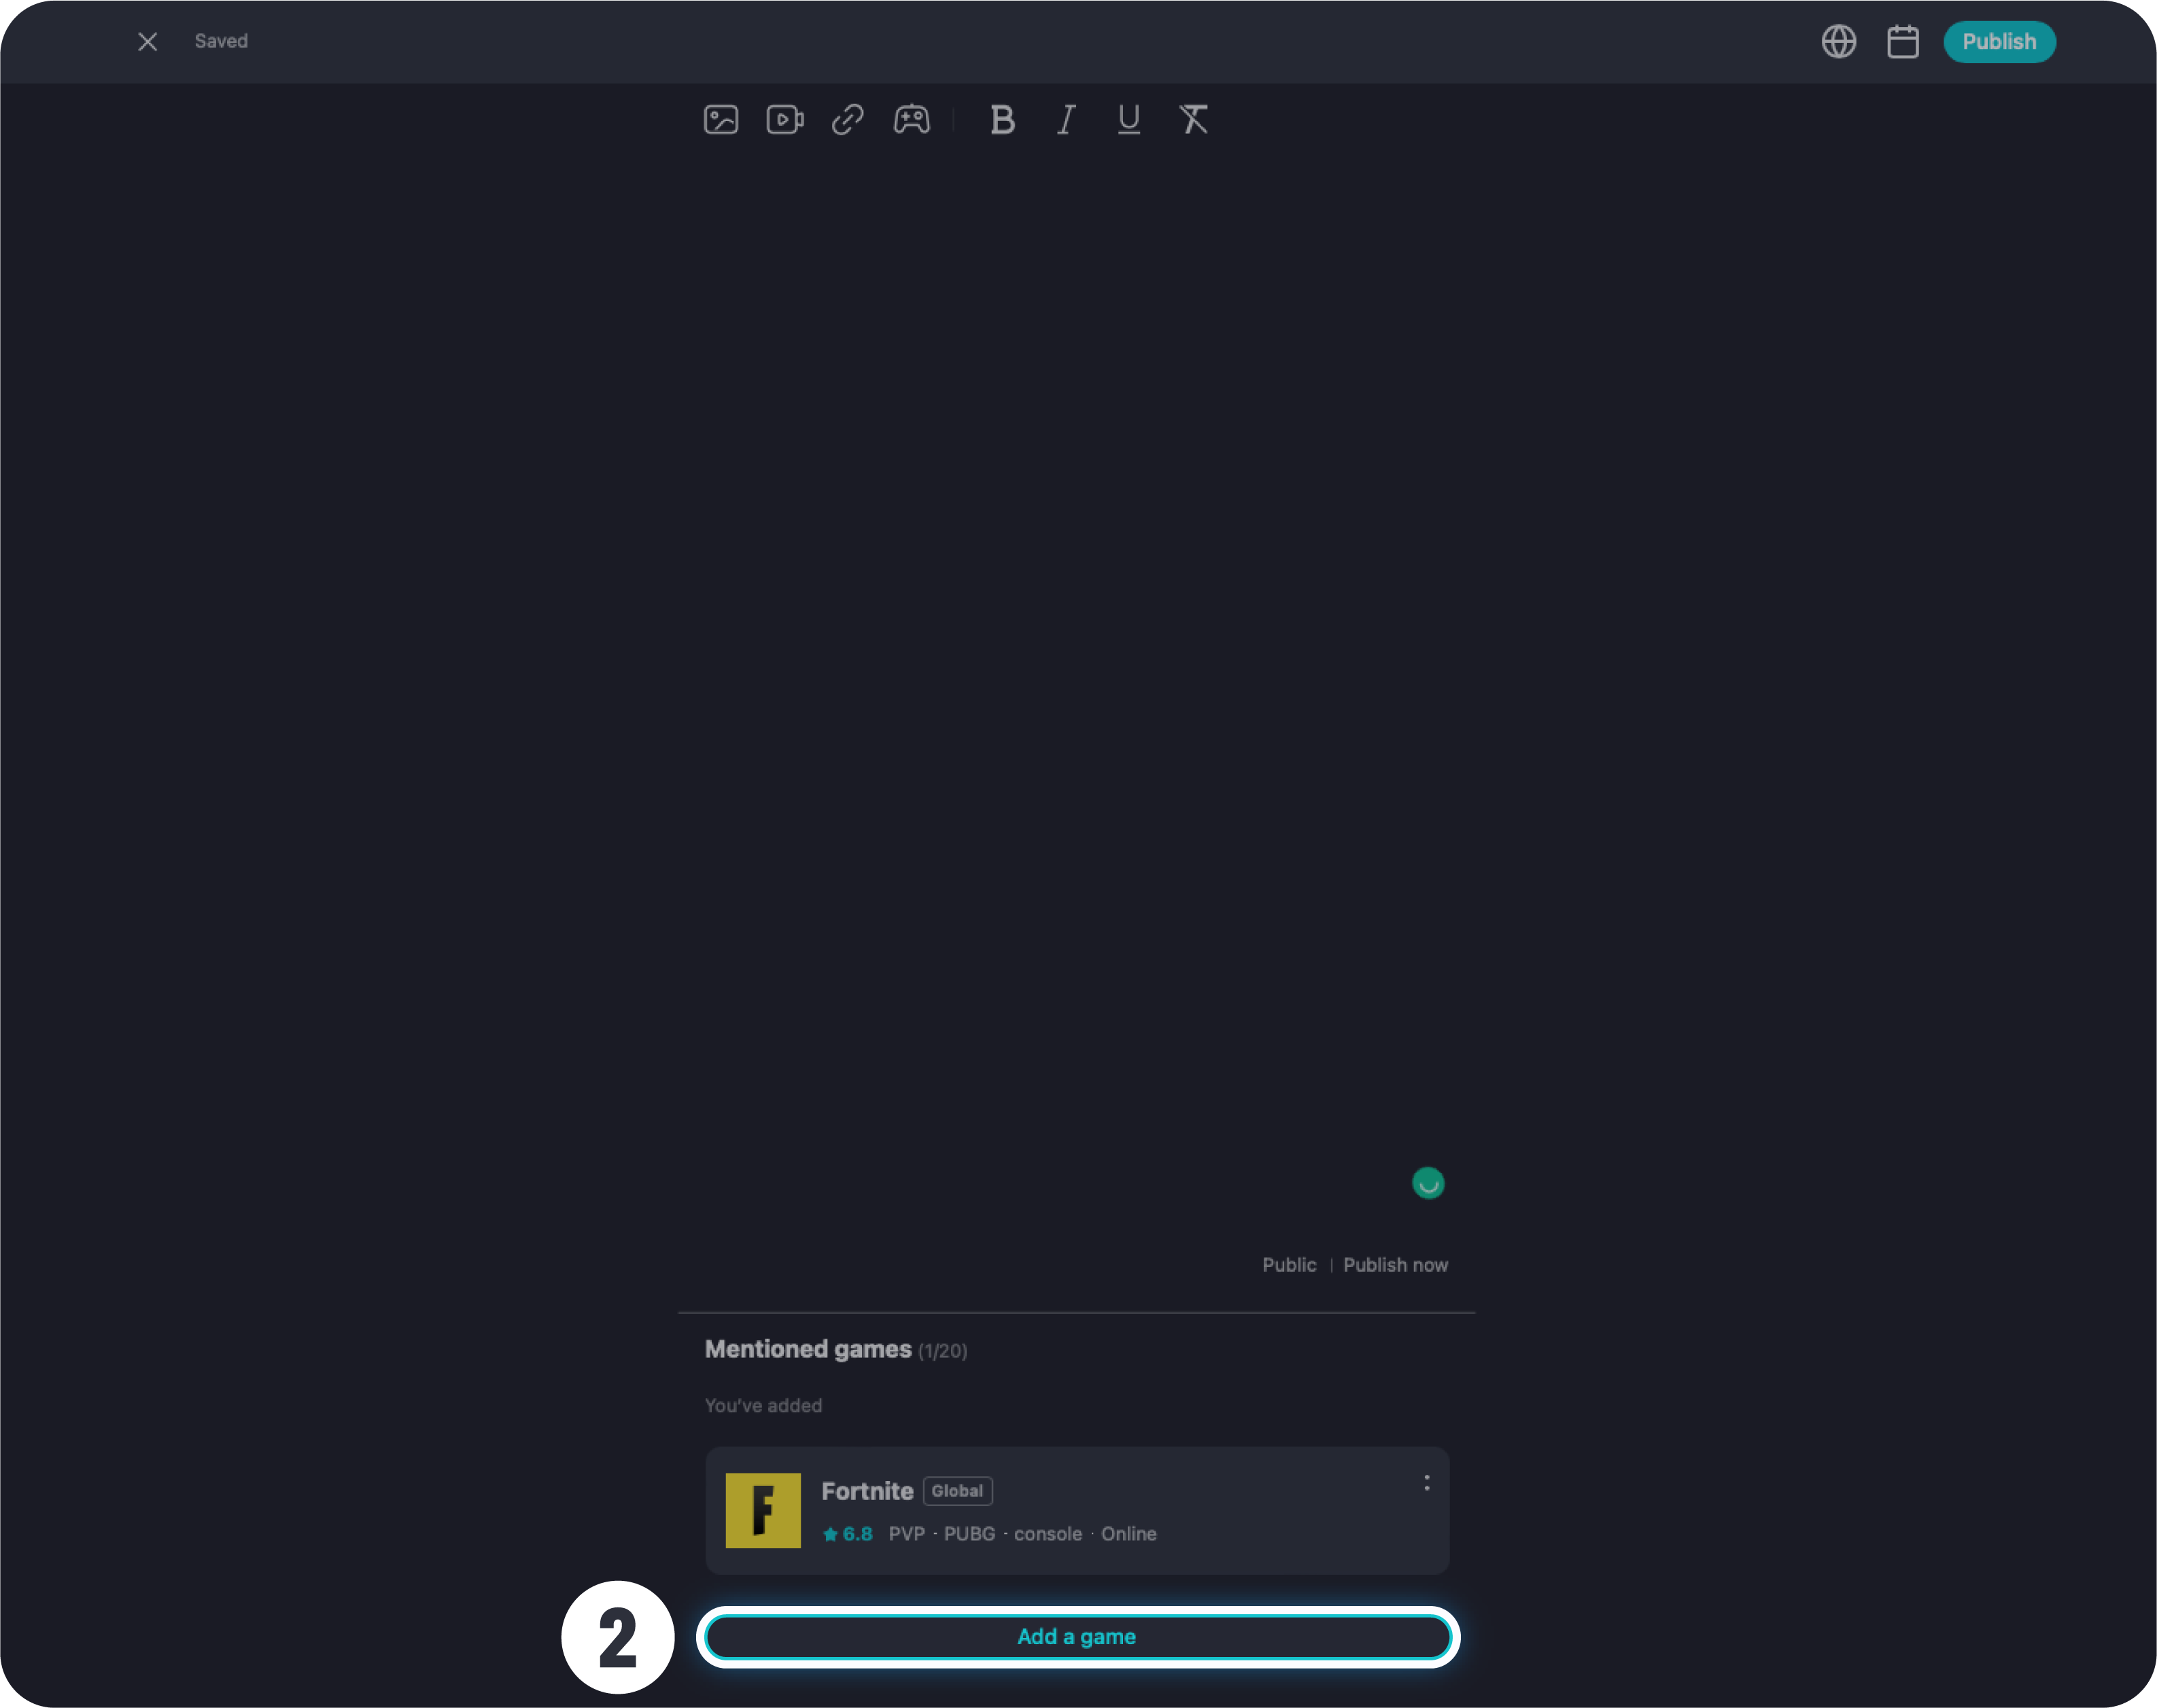 Saved
Publish
B I U T
Public | Publish now
Mentioned games (1/20)
You've added
F
Fortnite Global
6.8 PVP · PUBG · console · Online
2
Add a game